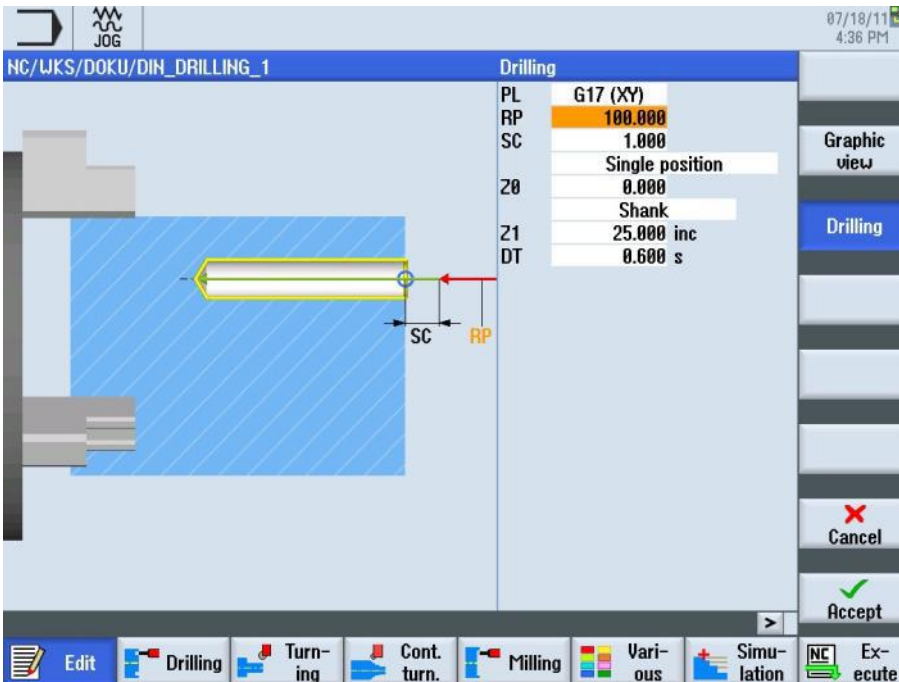 JOG
07/18/11
4:36 PM
NC/WKS/DOKU/DIN_DRILLING_1
Drilling
PL G17 (XY)
RP 100.000
SC 1.000
Single position
Z0 0.000
Shank
Z1 25.000 inc
DT 0.600 s
SC
RP
Graphic
view
Drilling
Cancel
Accept
>
Edit
Drilling
Turn-
ing
Cont.
turn.
Milling
Vari-
ous
Simu-
lation
NC
Ex-
ecute